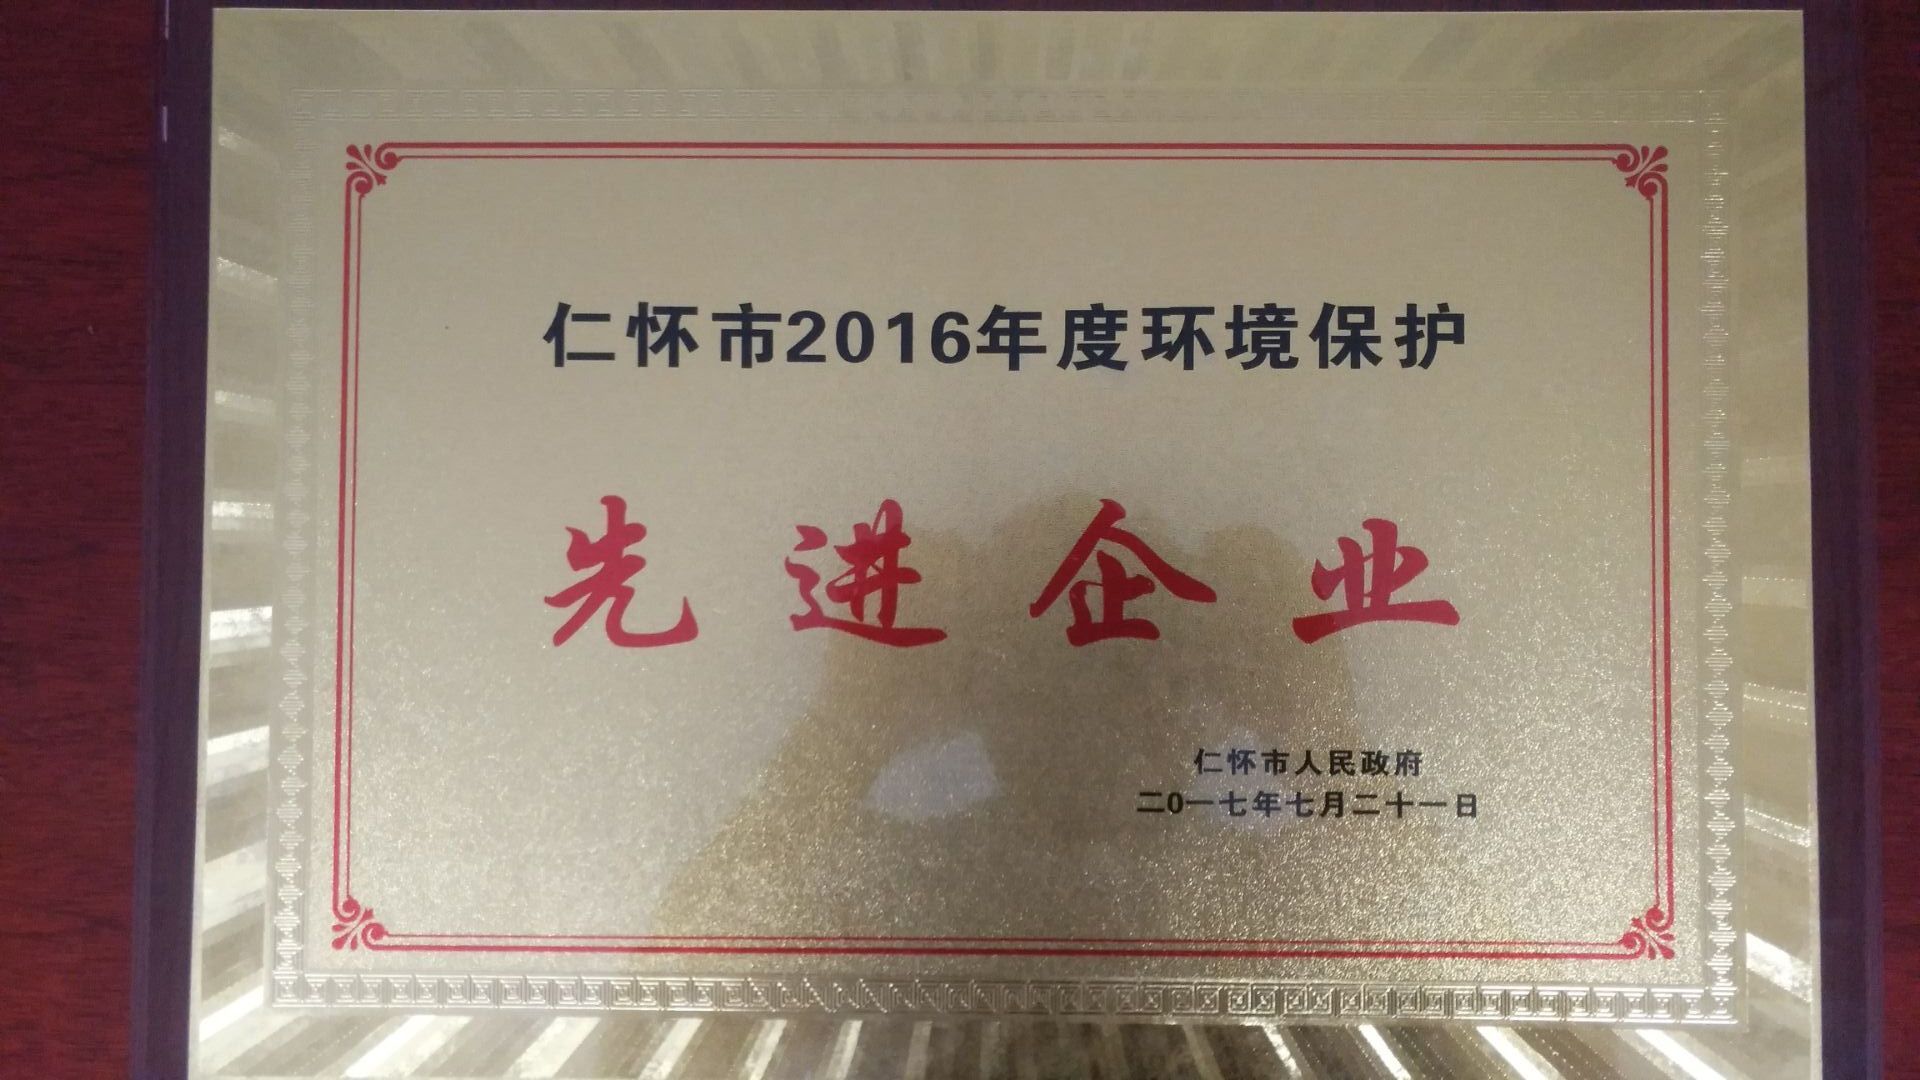 仁怀市2016年度环境保护
先进企业
仁怀市人民政府
二0一七年七月二十一日